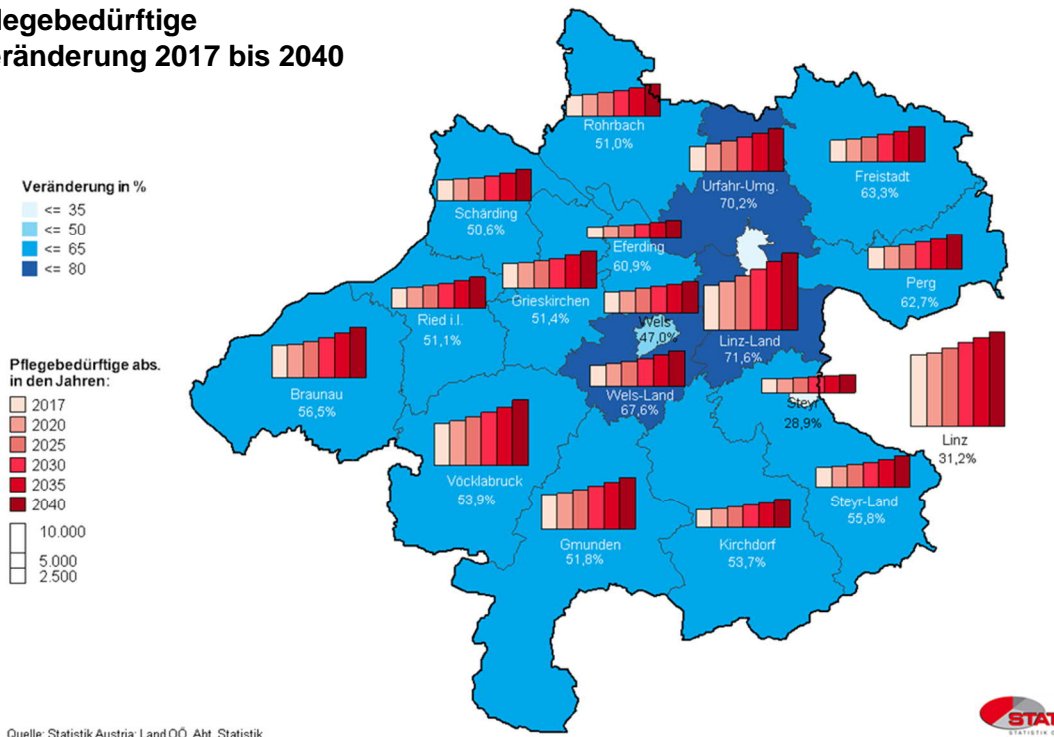 legebedürftige
eränderung 2017 bis 2040
Rohrbach
51,0%
Urfahr-Umg.
70,2%
Freistadt
63,3%
Veränderung in %
<= 35
<= 50
<= 65
<= 80
Schärding
50,6%
Eferding
60,9%
Perg
62,7%
Grieskirchen
51,4%
Ried i.I.
51,1%
Wels
47,0%
Linz-Land
71,6%
Pflegebedürftige abs.
in den Jahren:
2017
2020
2025
2030
2035
2040
10.000
5.000
2.500
Braunau
56,5%
Wels-Land
67,6%
Steyr
28,9%
Linz
31,2%
Vöcklabruck
53,9%
Steyr-Land
55,8%
Gmunden
51,8%
Kirchdorf
53,7%
Quelle: Statistik Austria; Land OÖ, Abt. Statistik
STAT
STATISTIK